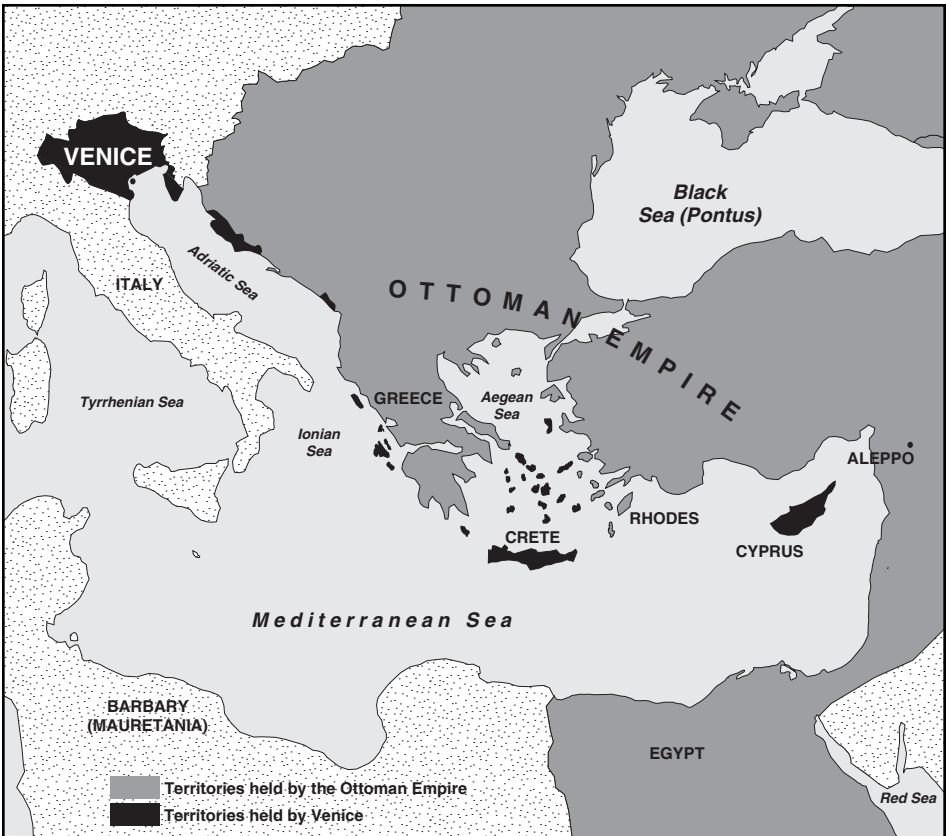 VENICE
Black
Sea (Pontus)
Adriatic Sea
ITALY
OTTOMAN EMPIRE
Tyrrhenian Sea
GREECE
Aegean
Sea
Ionian
Sea
ALEPPO
RHODES
CRETE
CYPRUS
Mediterranean Sea
BARBARY
(MAURETANIA)
EGYPT
Territories held by the Ottoman Empire
Territories held by Venice
Red Sea